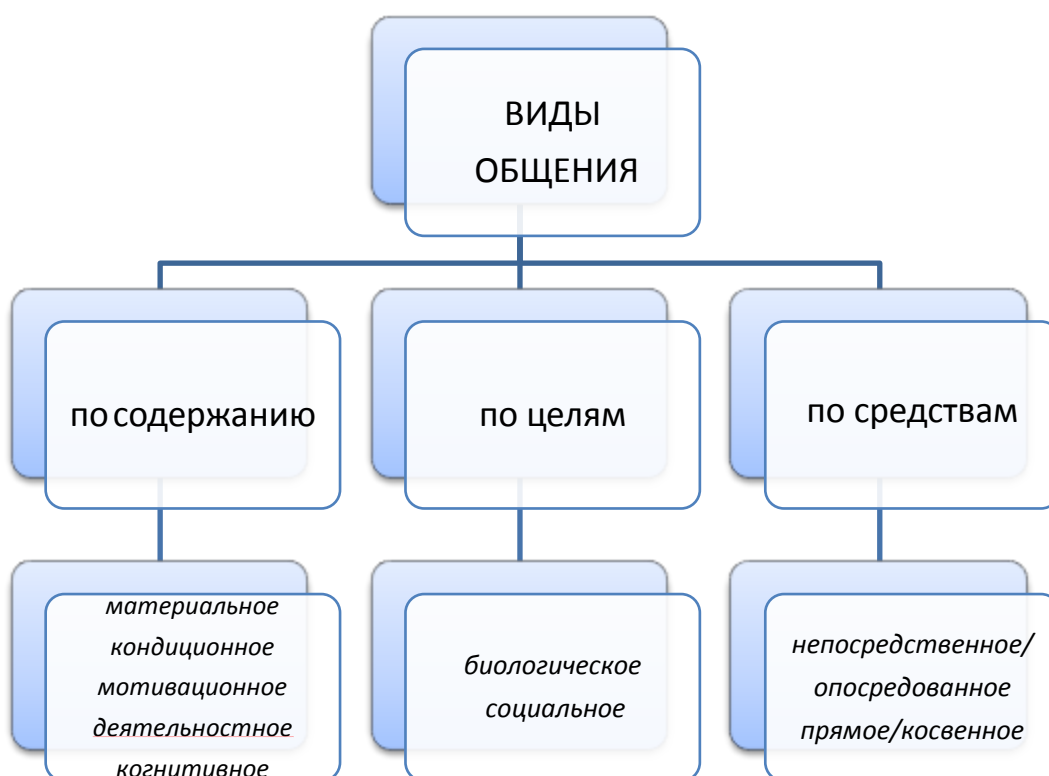 ВИДЫ
ОБЩЕНИЯ
по содержанию
по целям
по средствам
материальное
кондиционное
мотивационное
деятельностное
когнитивное
биологическое
социальное
непосредственное/
опосредованное
прямое/косвенное